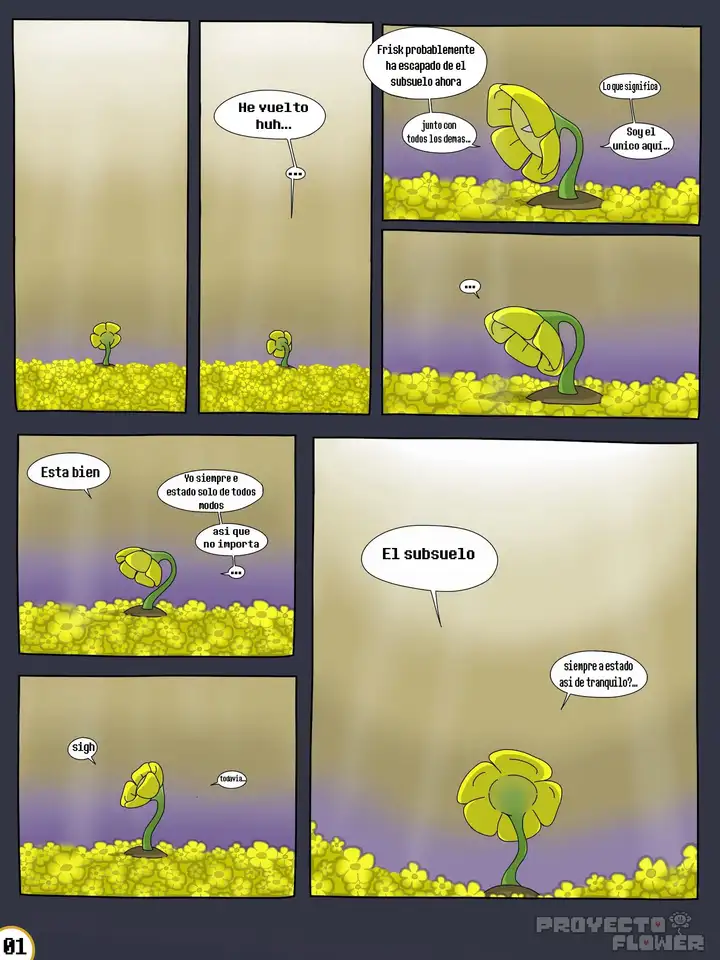 He vuelto
huh...
...
Frisk probablemente
ha escapado de el
subsuelo ahora
junto con
todos los demas...
Lo que significa
Soy el
unico aquí...
...
Esta bien
Yo siempre e
estado solo de todos
modos
asi que
no importa
...
sigh
todavia...
El subsuelo
siempre a estado
asi de tranquilo?...
01
PROYECTO
FLOWER